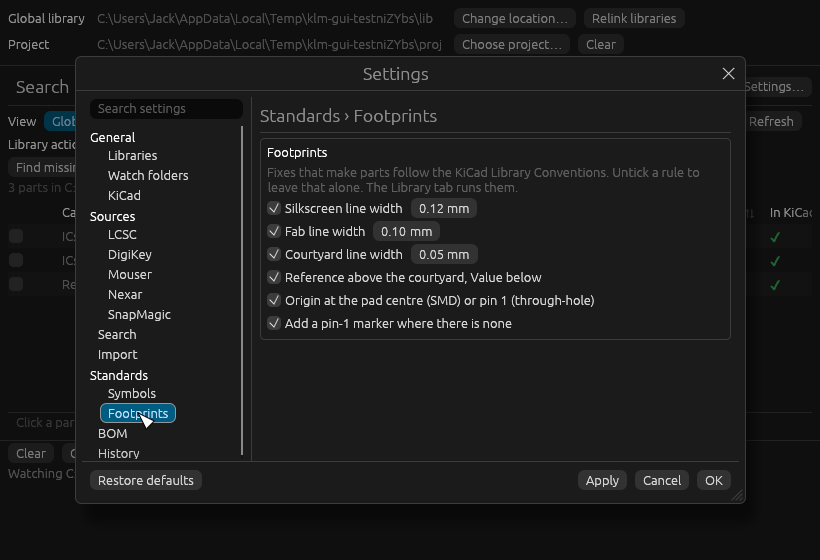 Global library C:\Users\Jack\AppData\Local\Temp\klm-gui-testniZYbs\lib Change location… Relink libraries
Project C:\Users\Jack\AppData\Local\Temp\klm-gui-testniZYbs\proj Choose project… Clear
Settings
Search Settings…
Search settings
Standards › Footprints
View Glob Refresh
General
Library actio
Libraries
Footprints
Find missin
Watch folders
Fixes that make parts follow the KiCad Library Conventions. Untick a rule to
leave that alone. The Library tab runs them.
3 parts in C:
KiCad
Sources
Silkscreen line width 0.12 mm
Ca In KiCad
LCSC
Fab line width 0.10 mm
ICs
DigiKey
Courtyard line width 0.05 mm
ICs
Mouser
Reference above the courtyard, Value below
Re
Nexar
Origin at the pad centre (SMD) or pin 1 (through-hole)
SnapMagic
Add a pin-1 marker where there is none
Search
Import
Standards
Symbols
Footprints
Click a par
BOM
History
Clear
Watching C:
Restore defaults Apply Cancel OK